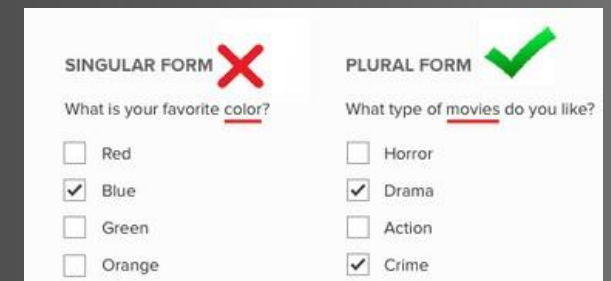 SINGULAR FORM
What is your favorite color?
Red
Blue
Green
Orange
PLURAL FORM
What type of movies do you like?
Horror
Drama
Action
Crime